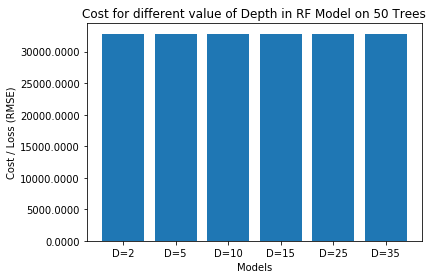 Cost for different value of Depth in RF Model on 50 Trees
30000.0000
25000.0000
20000.0000
15000.0000
10000.0000
5000.0000
0.0000
Cost / Loss (RMSE)
D=2 D=5 D=10 D=15 D=25 D=35
Models